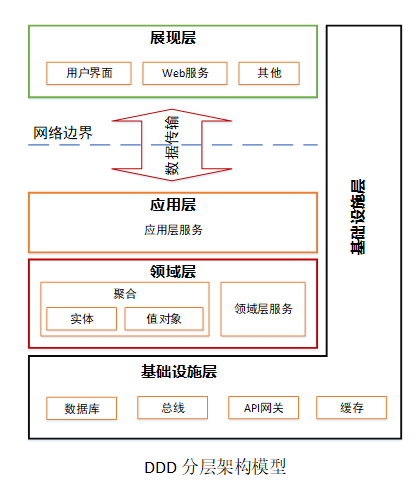 展现层
用户界面 Web服务 其他
网络边界
数据传输
应用层
应用层服务
领域层
聚合
实体 值对象
领域层服务
基础设施层
基础设施层
数据库 总线 API网关 缓存
DDD 分层架构模型